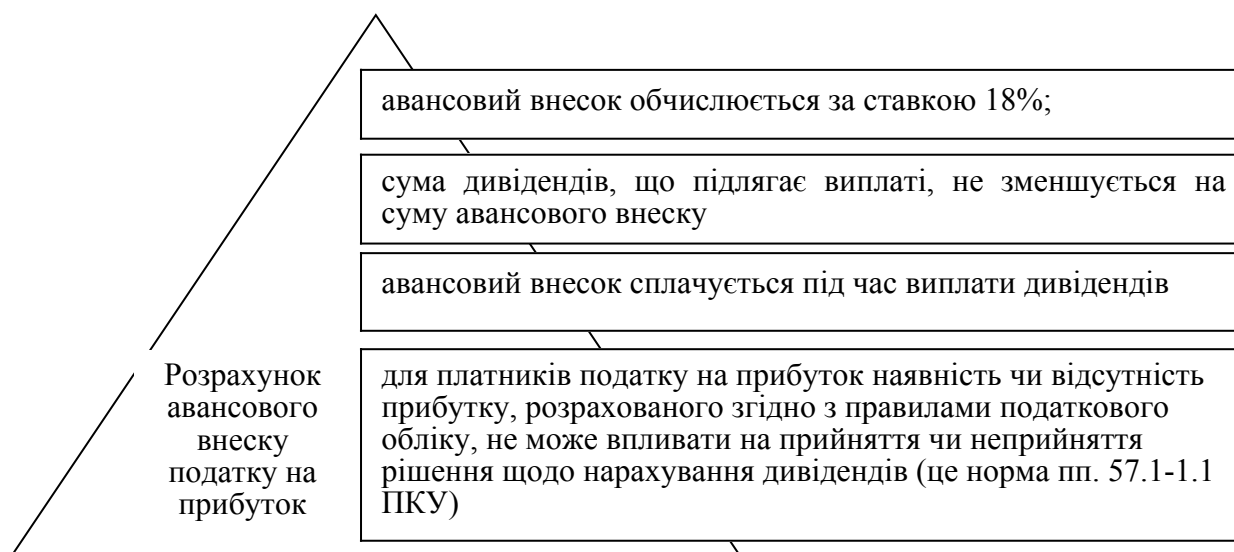 авансовий внесок обчислюється за ставкою 18%;
сума дивідендів, що підлягає виплаті, не зменшується на
суму авансового внеску
авансовий внесок сплачується під час виплати дивідендів
Розрахунок
авансового
внеску
податку на
прибуток
для платників податку на прибуток наявність чи відсутність
прибутку, розрахованого згідно з правилами податкового
обліку, не може впливати на прийняття чи неприйняття
рішення щодо нарахування дивідендів (це норма пп. 57.1-1.1
ПКУ)